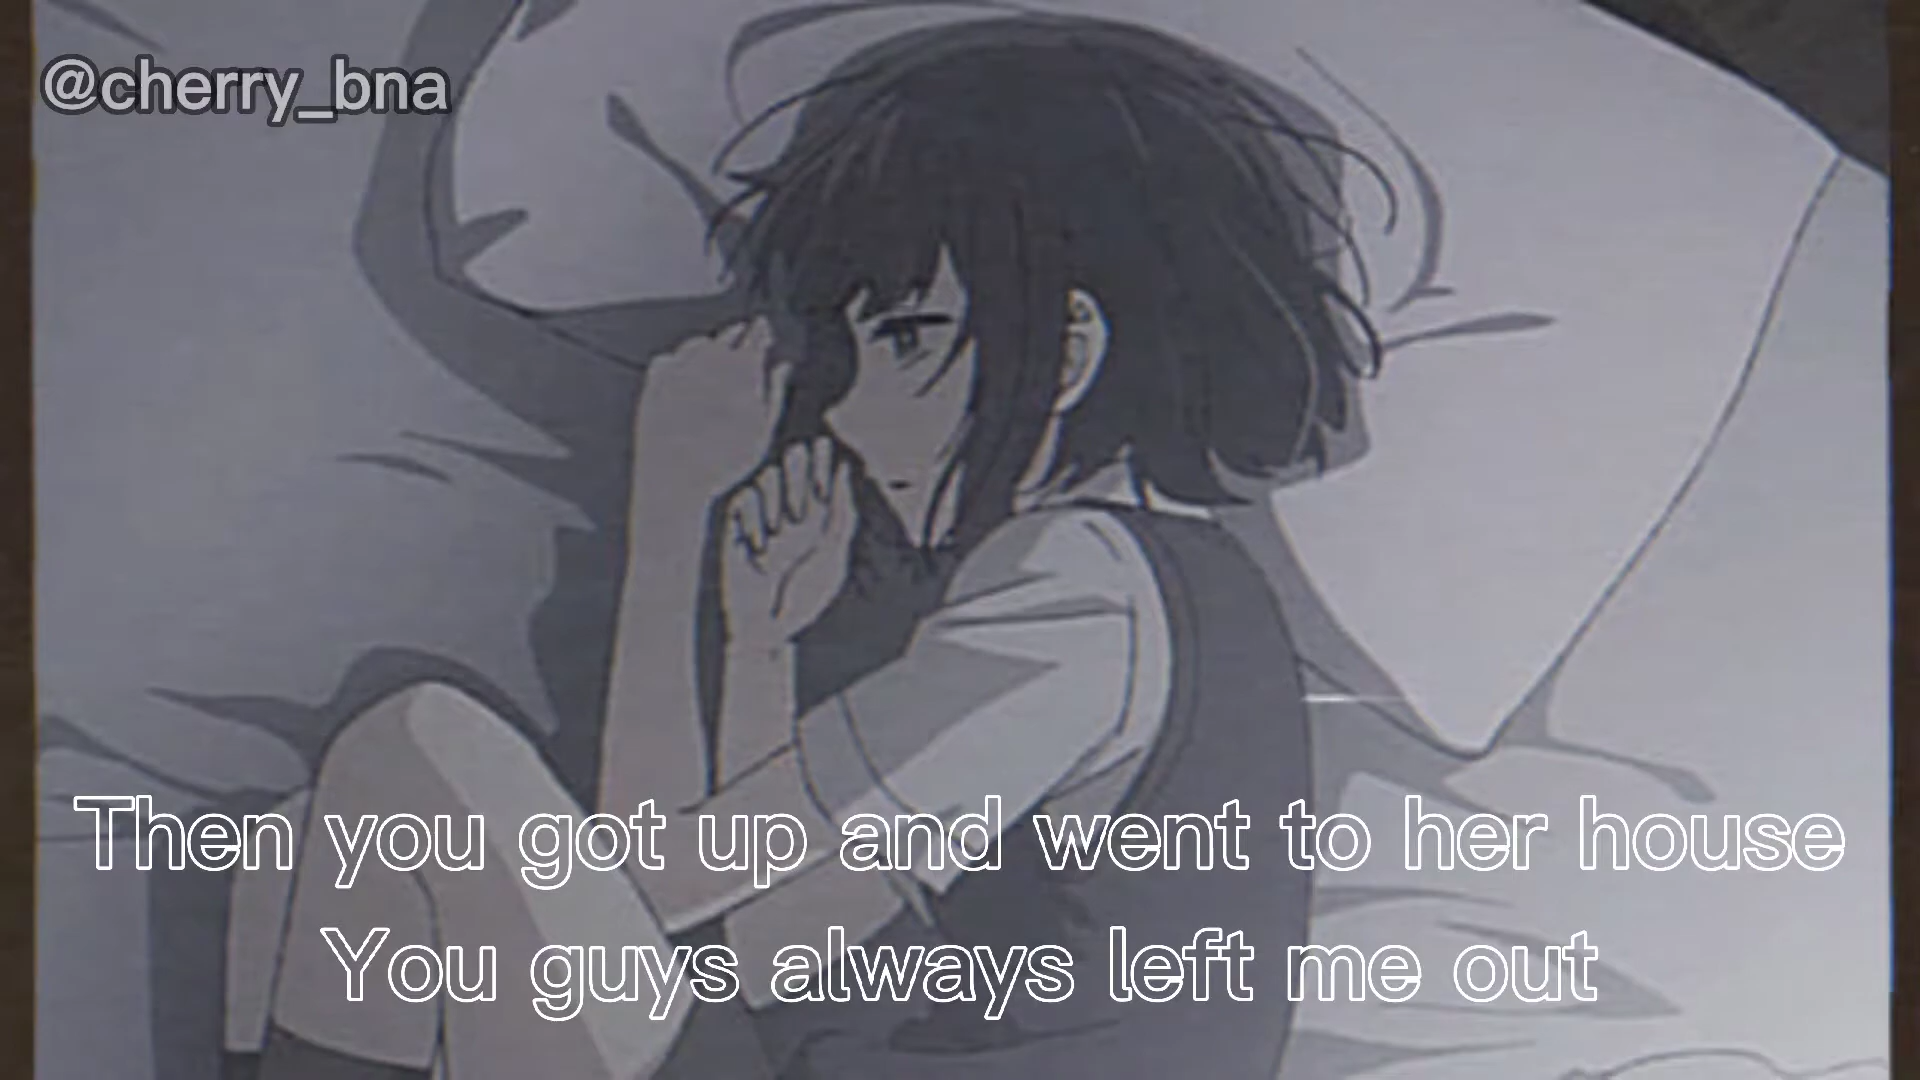 @cherry_bna
Then you got up and went to her house
You guys always left me out